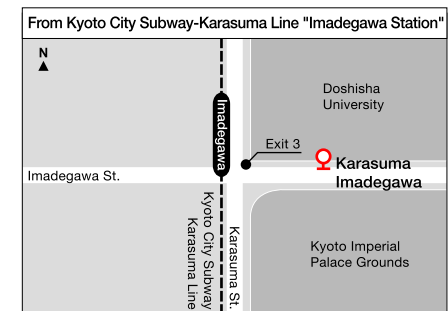 From Kyoto City Subway-Karasuma Line "Imadegawa Station"
N
Doshisha
University
Imadegawa
Exit 3
Karasuma
Imadegawa
Imadegawa St.
Kyoto City Subway
Karasuma Line
Karasuma St.
Kyoto Imperial
Palace Grounds